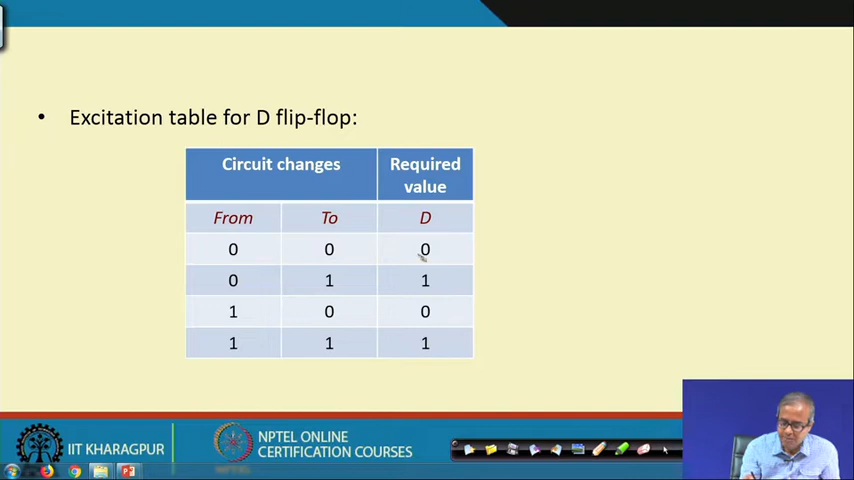 • Excitation table for D flip-flop:
Circuit changes Required value
From To D
0 0 0
0 1 1
1 0 0
1 1 1
IIT KHARAGPUR
NPTEL ONLINE
CERTIFICATION COURSES